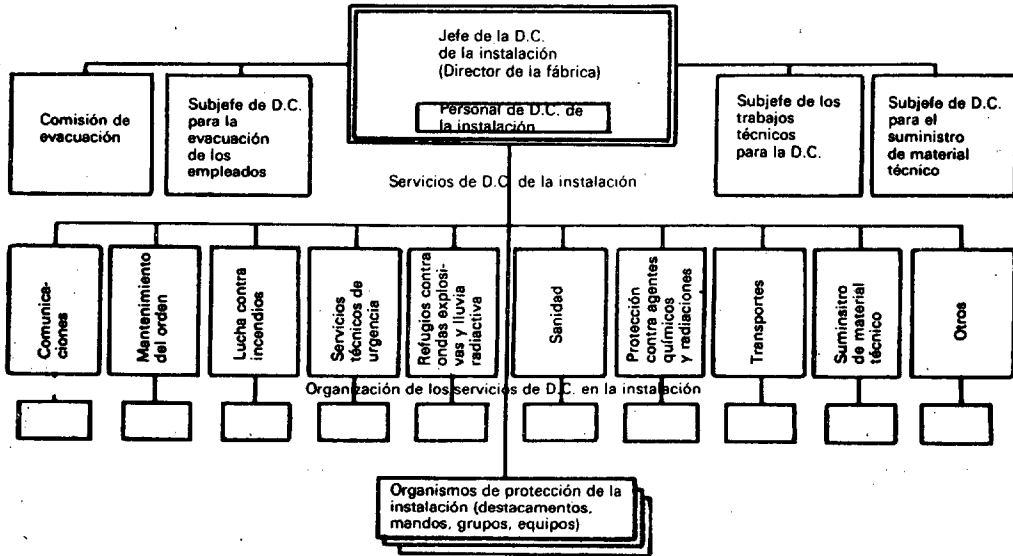 Jefe de la D.C.
de la instalación
(Director de la fábrica)
Personal de D.C. de
la instalación
Comisión de
evacuación
Subjefe de D.C.
para la
evacuación
de los
empleados
Subjefe de los
trabajos
técnicos
para la D.C.
Subjefe de D.C.
para el
suministro
de material
técnico
Servicios de D.C. de la instalación
Comunica-
ciones
Mantenimiento
del orden
Lucha contra
incendios
Servicios
técnicos de
urgencia
Refugios contra
ondas explosi-
vas y lluvia
radiactiva
Sanidad
Protección
contra agentes
químicos
y radiaciones
Transportes
Suminsitro
de material
técnico
Otros
Organización de los servicios de D.C. en la instalación
Organismos de protección de la
instalación (destacamentos,
mandos, grupos, equipos)